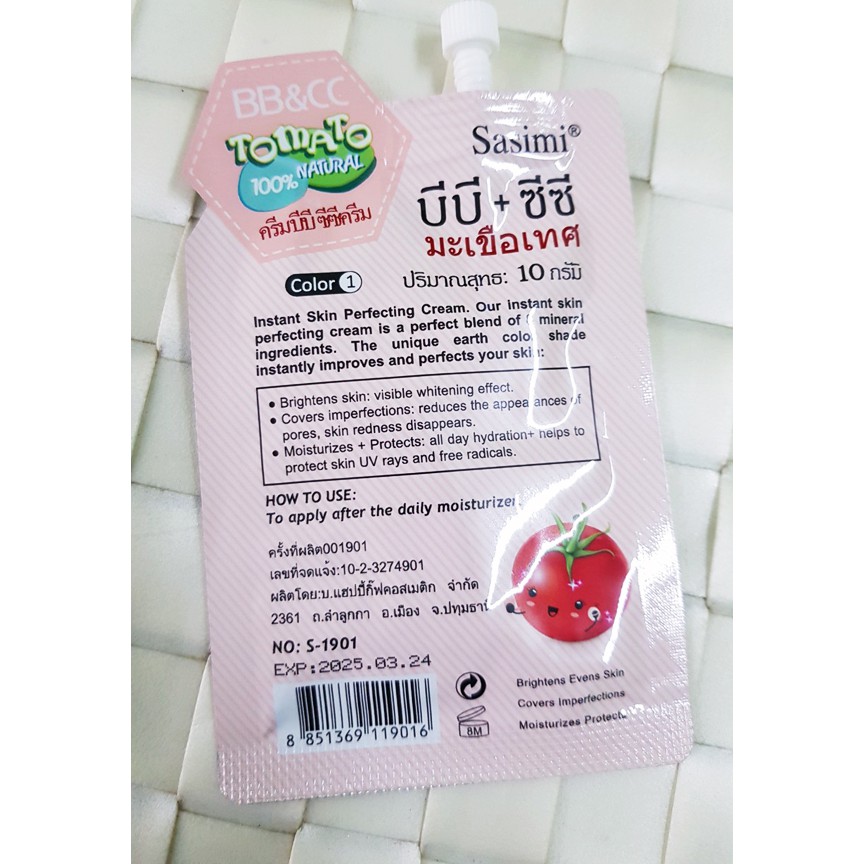 BB&CC
TOMATO
100% NATURAL
ครีมบีบี ซีซีครีม
Sasimi®
บีบี + ซีซี
มะเขือเทศ
Color 1
ปริมาณสุทธ: 10 กรัม
Instant Skin Perfecting Cream. Our instant skin
perfecting cream is a perfect blend of mineral
ingredients. The unique earth color shade
instantly improves and perfects your skin:
• Brightens skin: visible whitening effect.
• Covers imperfections: reduces the appearances of
pores, skin redness disappears.
• Moisturizes + Protects: all day hydration+ helps to
protect skin UV rays and free radicals.
HOW TO USE:
To apply after the daily moisturizer.
ครั้งที่ผลิต001901
เลขที่จดแจ้ง:10-2-3274901
ผลิตโดย:บ.แฮปปี้กิ๊ฟคอสเมติก จำกัด
2361 ถ.ลำลูกกา อ.เมือง จ.ปทุมธานี
NO: S-1901
EXP:2025.03.24
8 851369 119016
8M
Brightens Evens Skin
Covers Imperfections
Moisturizes Protects